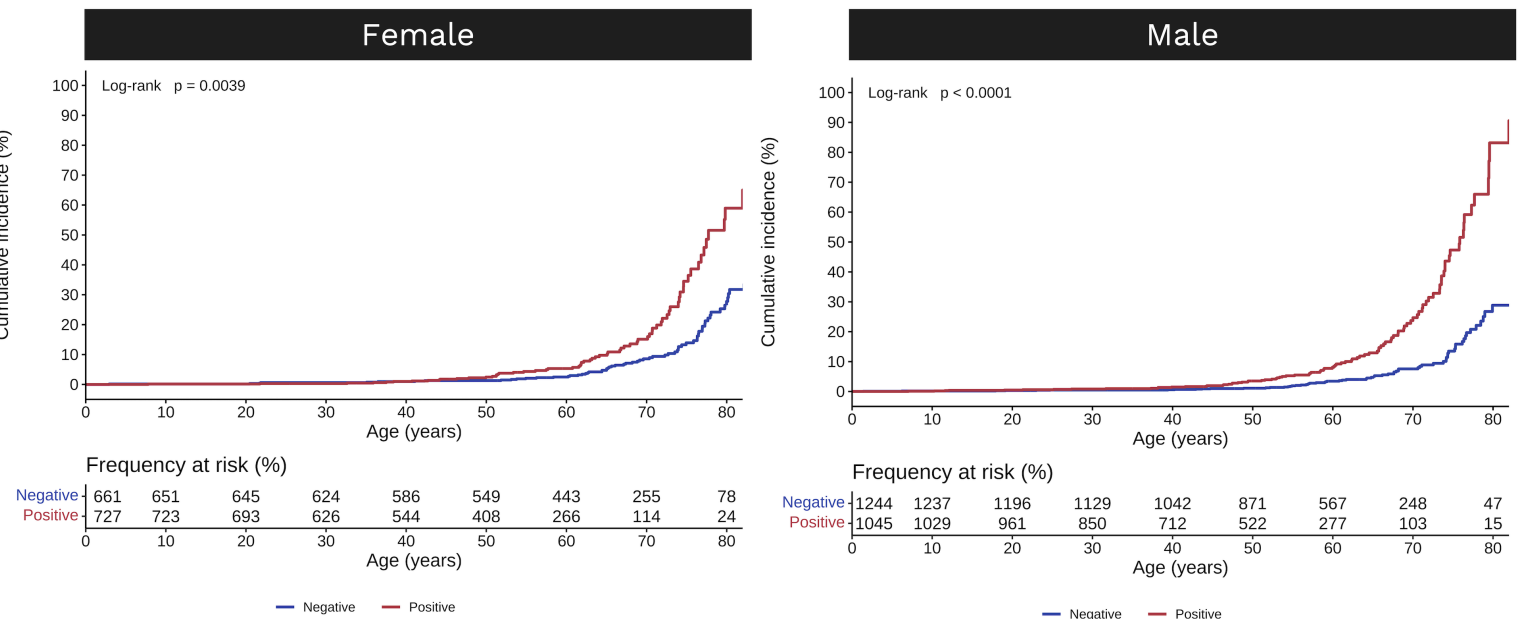 Female
Log-rank p = 0.0039
Cumulative incidence (%)
100
90
80
70
60
50
40
30
20
10
0
0 10 20 30 40 50 60 70 80
Age (years)
Frequency at risk (%)
Negative 661 651 645 624 586 549 443 255 78
Positive 727 723 693 626 544 408 266 114 24
0 10 20 30 40 50 60 70 80
Age (years)
Negative Positive
Male
Log-rank p < 0.0001
Cumulative incidence (%)
100
90
80
70
60
50
40
30
20
10
0
0 10 20 30 40 50 60 70 80
Age (years)
Frequency at risk (%)
Negative 1244 1237 1196 1129 1042 871 567 248 47
Positive 1045 1029 961 850 712 522 277 103 15
0 10 20 30 40 50 60 70 80
Age (years)
Negative Positive